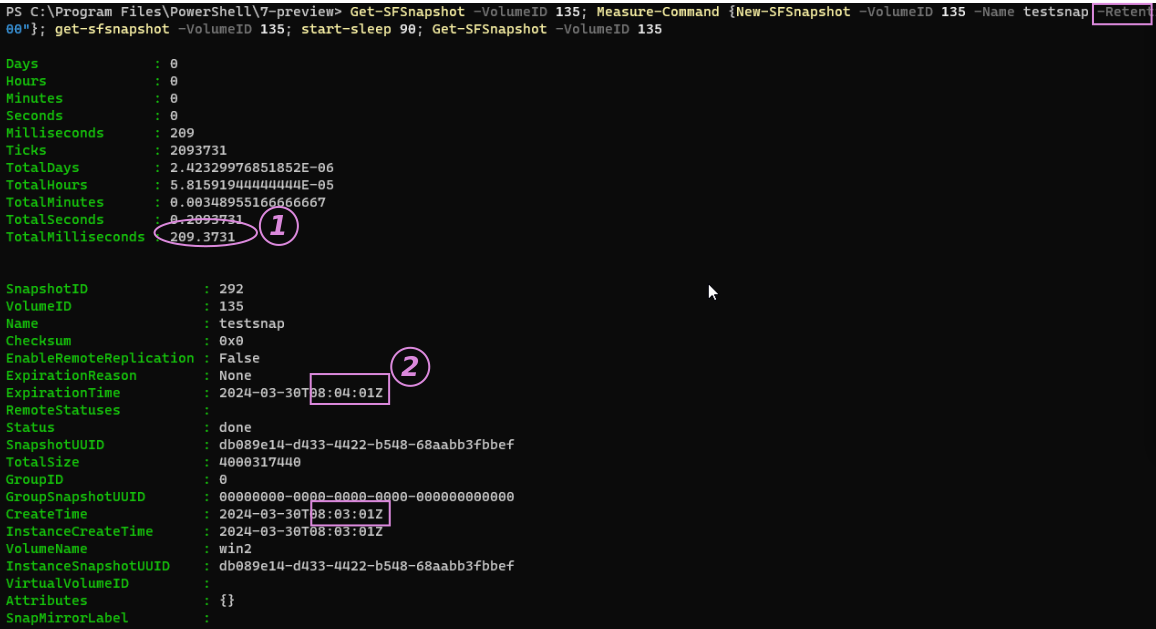 PS C:\Program Files\PowerShell\7-preview> Get-SFSnapshot -VolumeID 135; Measure-Command {New-SFSnapshot -VolumeID 135 -Name testsnap -Retent
00"}; get-sfsnapshot -VolumeID 135; start-sleep 90; Get-SFSnapshot -VolumeID 135
Days : 0
Hours : 0
Minutes : 0
Seconds : 0
Milliseconds : 209
Ticks : 2093731
TotalDays : 2.42329976851852E-06
TotalHours : 5.81591944444444E-05
TotalMinutes : 0.00348955166666667
TotalSeconds : 0.2093731
TotalMilliseconds : 209.3731
1
SnapshotID : 292
VolumeID : 135
Name : testsnap
Checksum : 0x0
EnableRemoteReplication : False
ExpirationReason : None
2
ExpirationTime : 2024-03-30T08:04:01Z
RemoteStatuses :
Status : done
SnapshotUUID : db089e14-d433-4422-b548-68aabb3fbbef
TotalSize : 4000317440
GroupID : 0
GroupSnapshotUUID : 00000000-0000-0000-0000-000000000000
CreateTime : 2024-03-30T08:03:01Z
InstanceCreateTime : 2024-03-30T08:03:01Z
VolumeName : win2
InstanceSnapshotUUID : db089e14-d433-4422-b548-68aabb3fbbef
VirtualVolumeID :
Attributes : {}
SnapMirrorLabel :